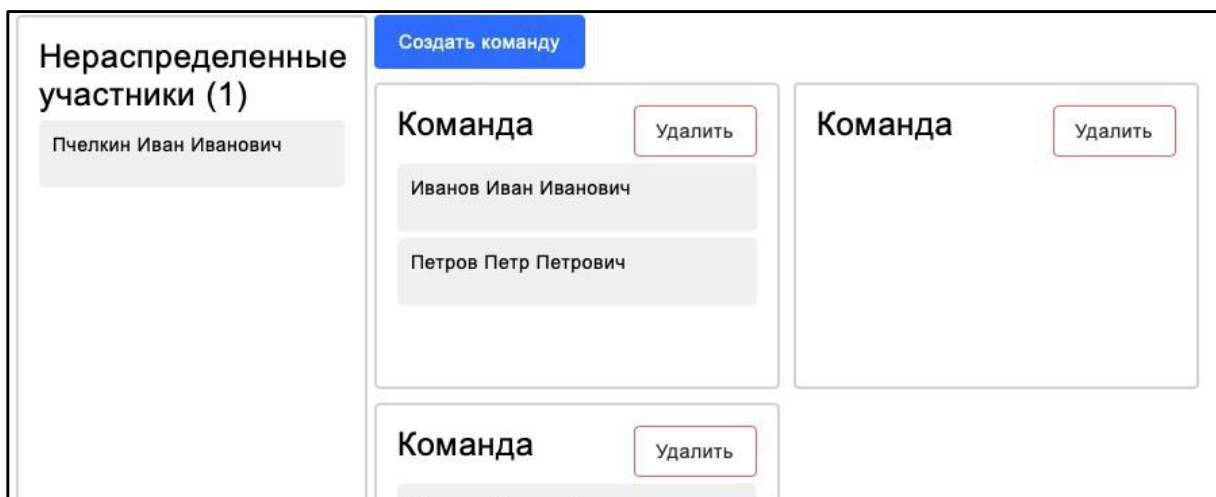 Нераспределенные
участники (1)
Пчелкин Иван Иванович
Создать команду
Команда
Удалить
Иванов Иван Иванович
Петров Петр Петрович
Команда
Удалить
Команда
Удалить